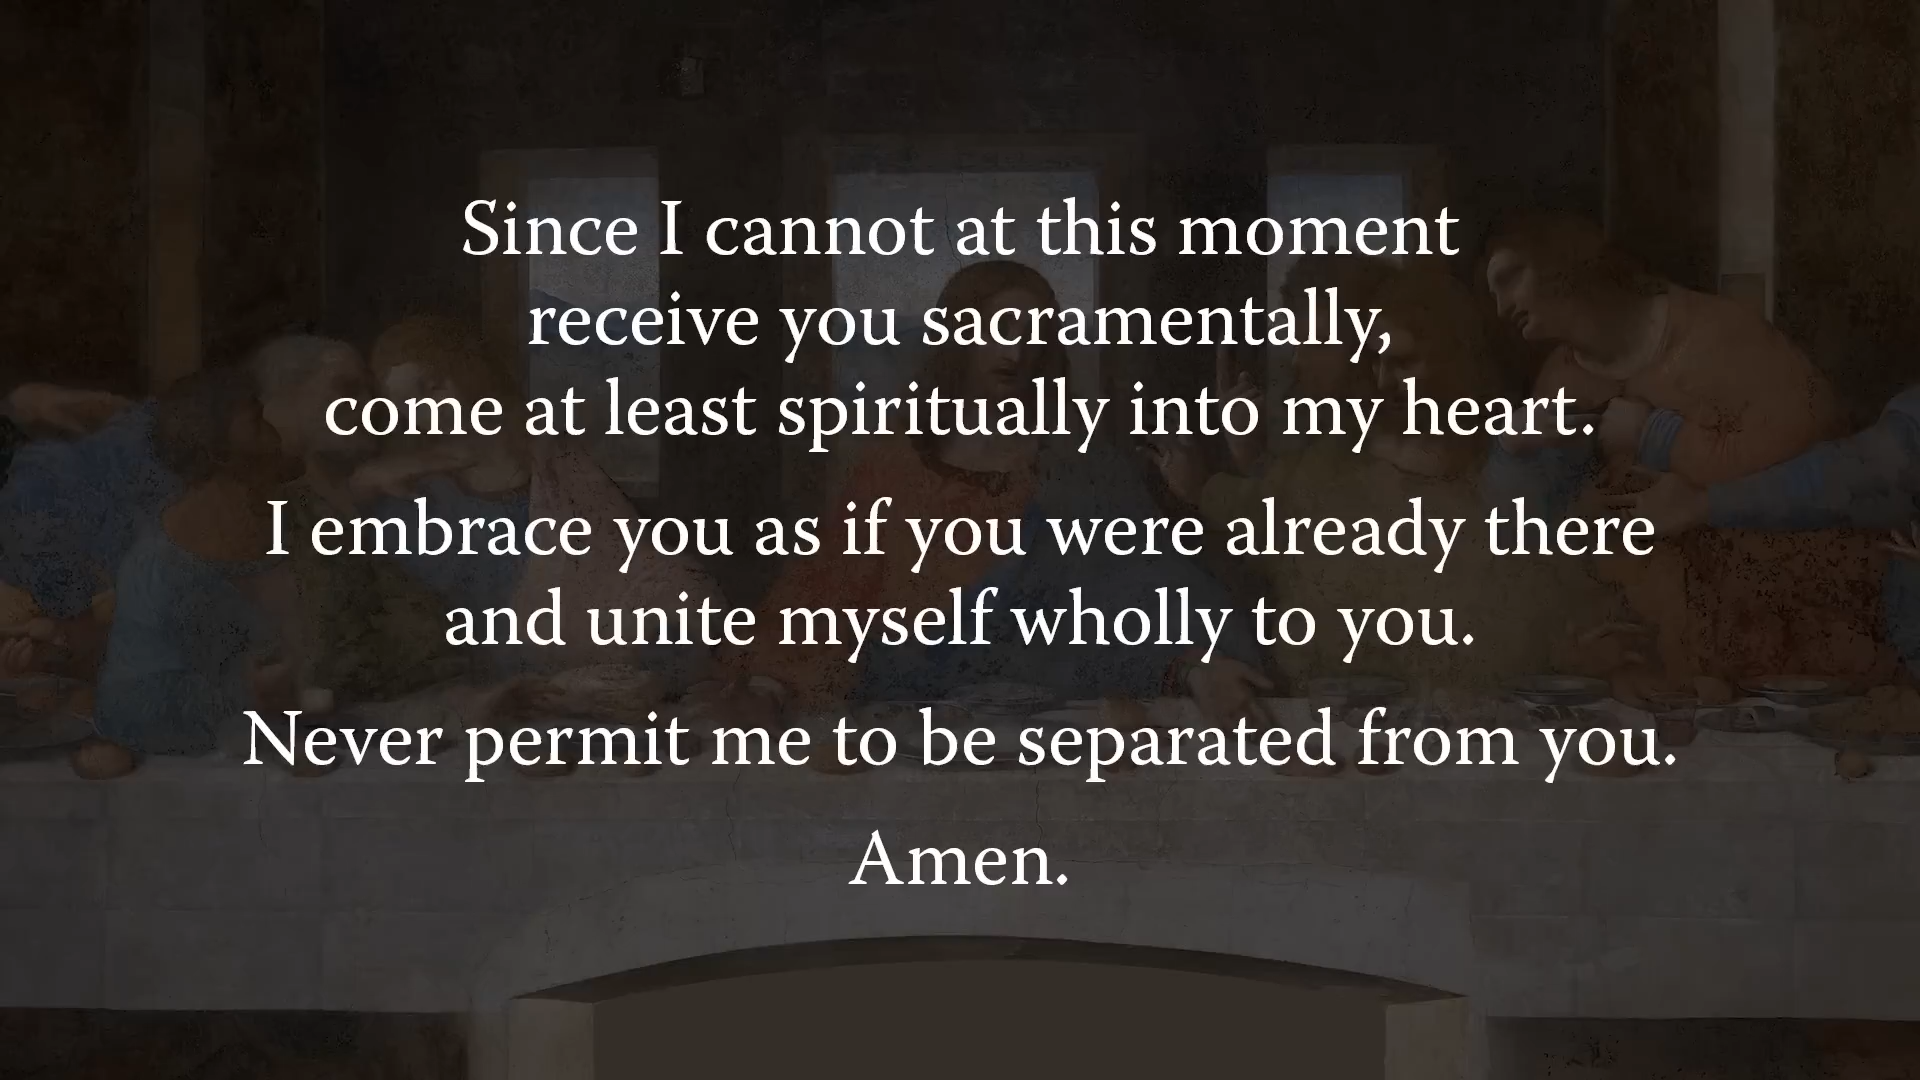 Since I cannot at this moment
receive you sacramentally,
come at least spiritually into my heart.
I embrace you as if you were already there
and unite myself wholly to you.
Never permit me to be separated from you.
Amen.